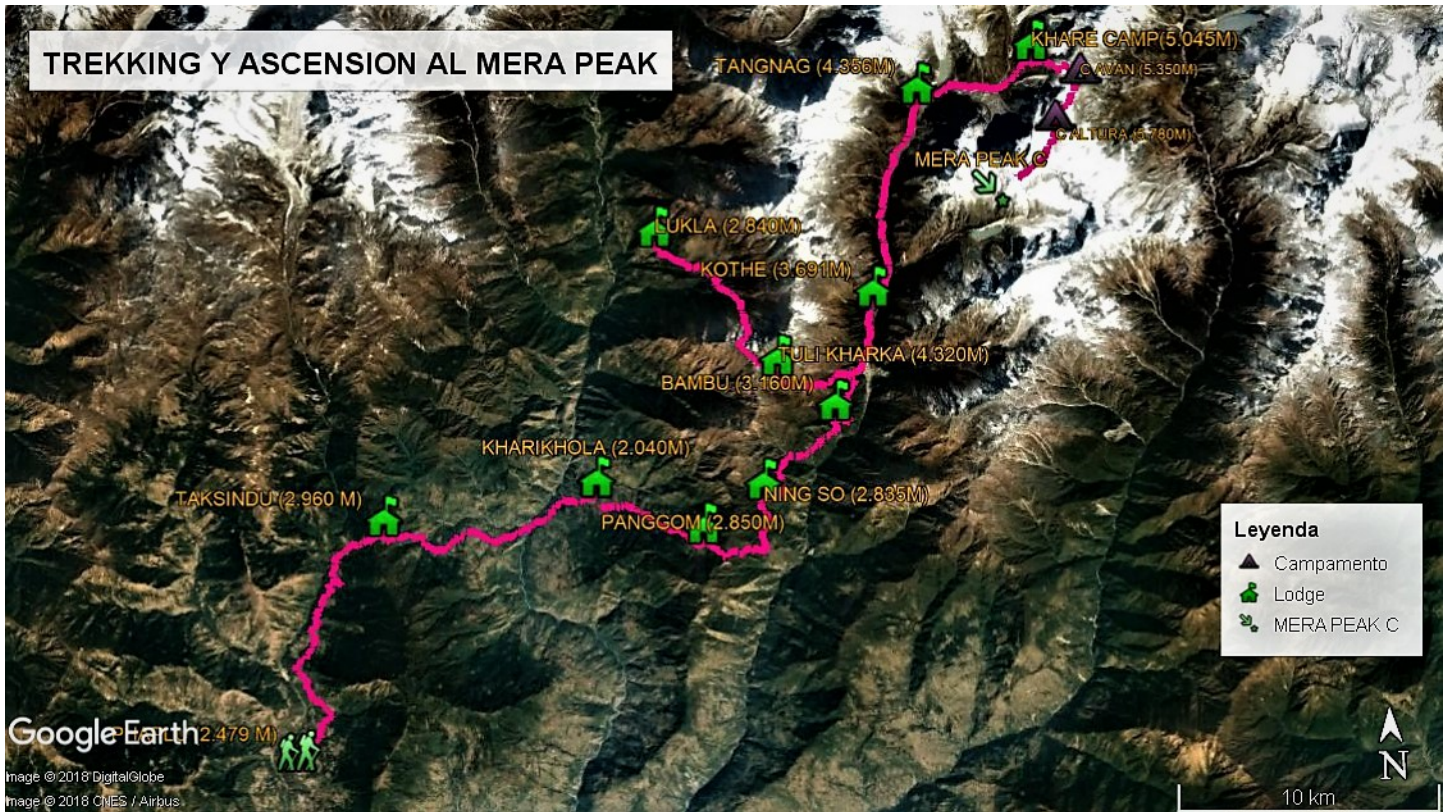 TREKKING Y ASCENSION AL MERA PEAK
KHARE CAMP(5.045M)
TANGNAG (4.356M)
C AVAN (5.350M)
C ALTURA (5.780M)
MERA PEAK C
LUKLA (2.840M)
KOTHE (3.691M)
TULI KHARKA (4.320M)
BAMBU (3.160M)
KHARIKHOLA (2.040M)
TAKSINDU (2.960 M)
NING SO (2.835M)
PANGGOM (2.850M)
Leyenda
Campamento
Lodge
MERA PEAK C
Google Earth
2.479 M)
Image © 2018 DigitalGlobe
Image © 2018 CNES / Airbus
N
10 km